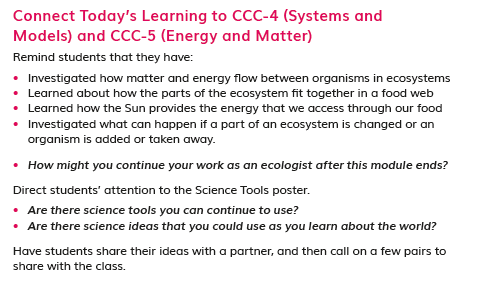 Connect Today's Learning to CCC-4 (Systems and
Models) and CCC-5 (Energy and Matter)
Remind students that they have:
• Investigated how matter and energy flow between organisms in ecosystems
• Learned about how the parts of the ecosystem fit together in a food web
• Learned how the Sun provides the energy that we access through our food
• Investigated what can happen if a part of an ecosystem is changed or an
organism is added or taken away.
• How might you continue your work as an ecologist after this module ends?
Direct students' attention to the Science Tools poster.
• Are there science tools you can continue to use?
• Are there science ideas that you could use as you learn about the world?
Have students share their ideas with a partner, and then call on a few pairs to
share with the class.